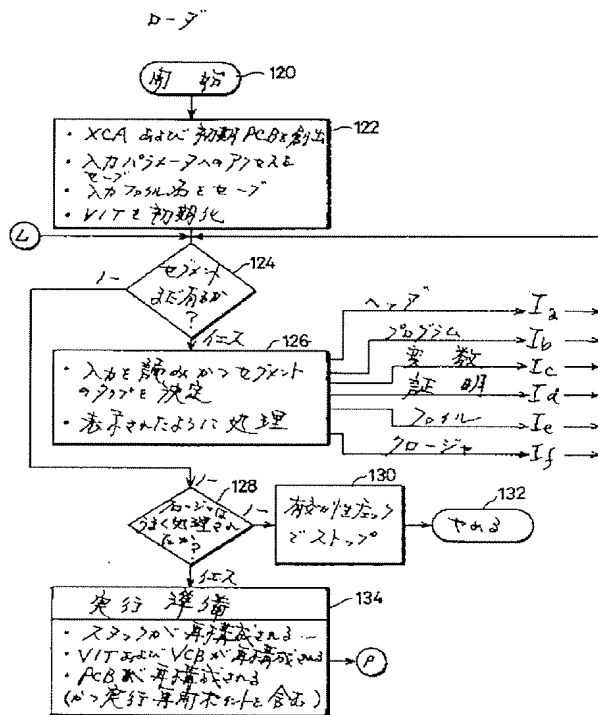 ローダ
開始
120
122
・XCAおよび初期PCBを創出
・入力パラメータへのアクセスを
セーブ
・入力ファイル名をセーブ
・VITを初期化
L
124
セグメント
まだ有るか
?
ノー
イエス
126
・入力を読みかつセグメント
のタイプを決定
・表示されたように処理
ヘッダ
Ia
プログラム
Ib
変数
Ic
証明
Id
ファイル
Ie
クロージャ
If
ノー
128
クロージャは
うまく処理され
たか?
ノー
130
でストップ
132
やめる
イエス
134
実行準備
・スタックが再構成される…
・VITおよびVCBが再構成される
・PCBが再構成される
(かつ実行再開ポイントを含む)
P